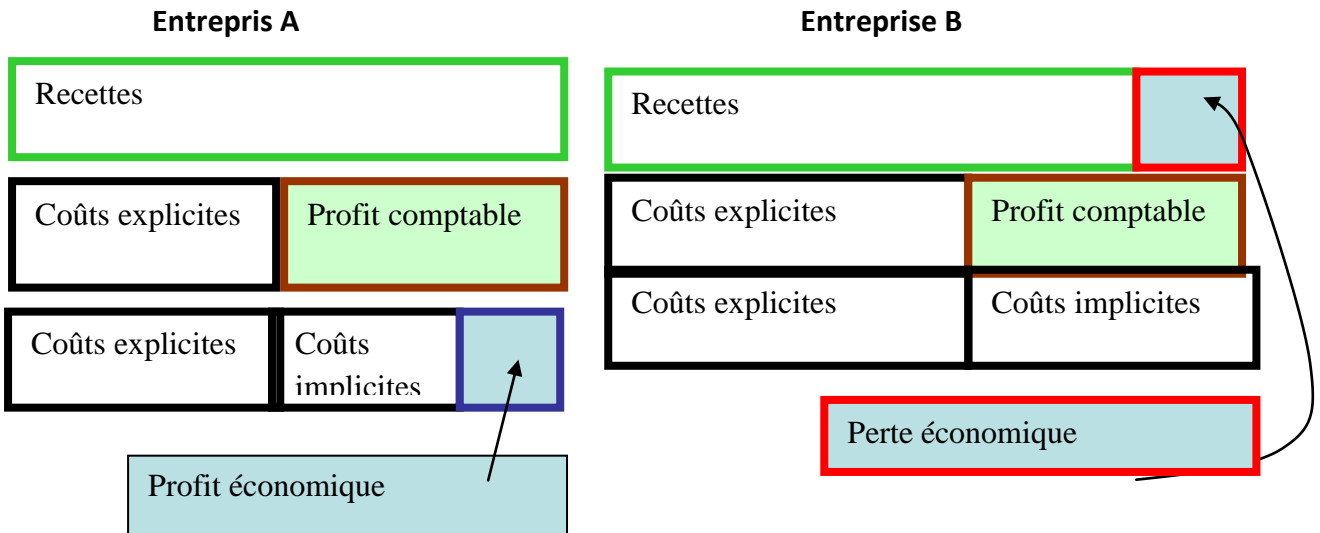 Entrepris A
Recettes
Coûts explicites
Profit comptable
Coûts explicites
Coûts
implicites
Profit économique
Entreprise B
Recettes
Coûts explicites
Profit comptable
Coûts explicites
Coûts implicites
Perte économique